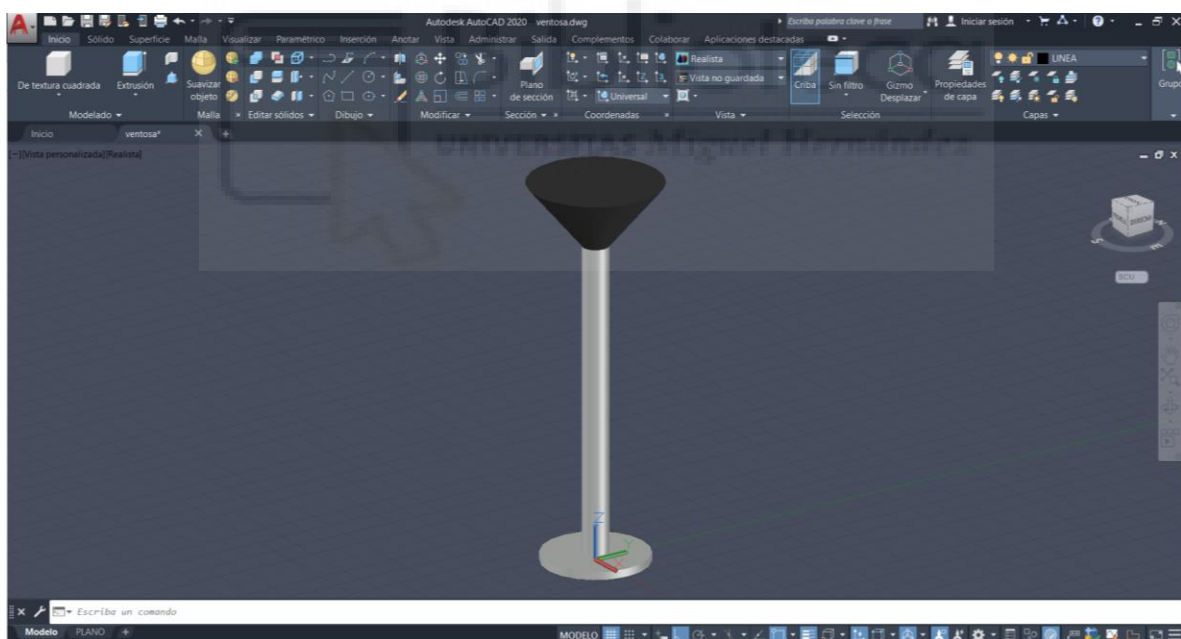 Autodesk AutoCAD 2020 ventosa.dwg
Escriba palabra clave o frase
Iniciar sesión
Inicio Sólido Superficie Malla Visualizar Paramétrico Inserción Anotar Vista Administrar Salida Complementos Colaborar Aplicaciones destacadas
Realista
LINEA
Vista no guardada
De textura cuadrada Extrusión Suavizar objeto Plano de sección Universal Criba Sin filtro Gizmo Desplazar Propiedades de capa
Modelado Malla Editar sólidos Dibujo Modificar Sección Coordenadas Vista Selección Capas
Inicio ventosa*
UNIVERSITAS Miguel Hernández
[−][Vista personalizada][Realista]
SCU
Z
Y
X
Escriba un comando
Modelo PLANO
MODELO